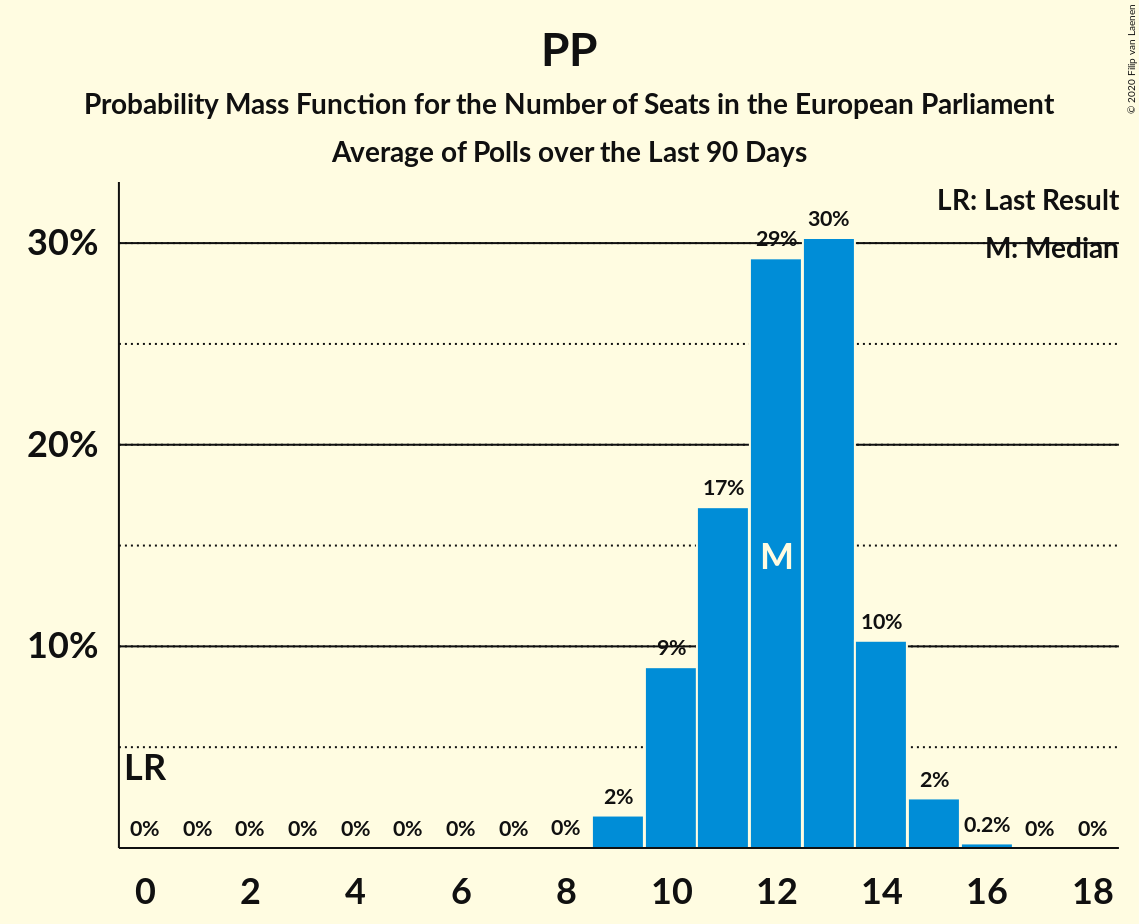 PP
Probability Mass Function for the Number of Seats in the European Parliament
Average of Polls over the Last 90 Days
© 2020 Filip van Laenen
LR: Last Result
M: Median
30%
20%
10%
LR
M
0%
0%
0%
0%
0%
0%
0%
0%
0%
2%
9%
17%
29%
30%
10%
2%
0.2%
0%
0%
0 2 4 6 8 10 12 14 16 18